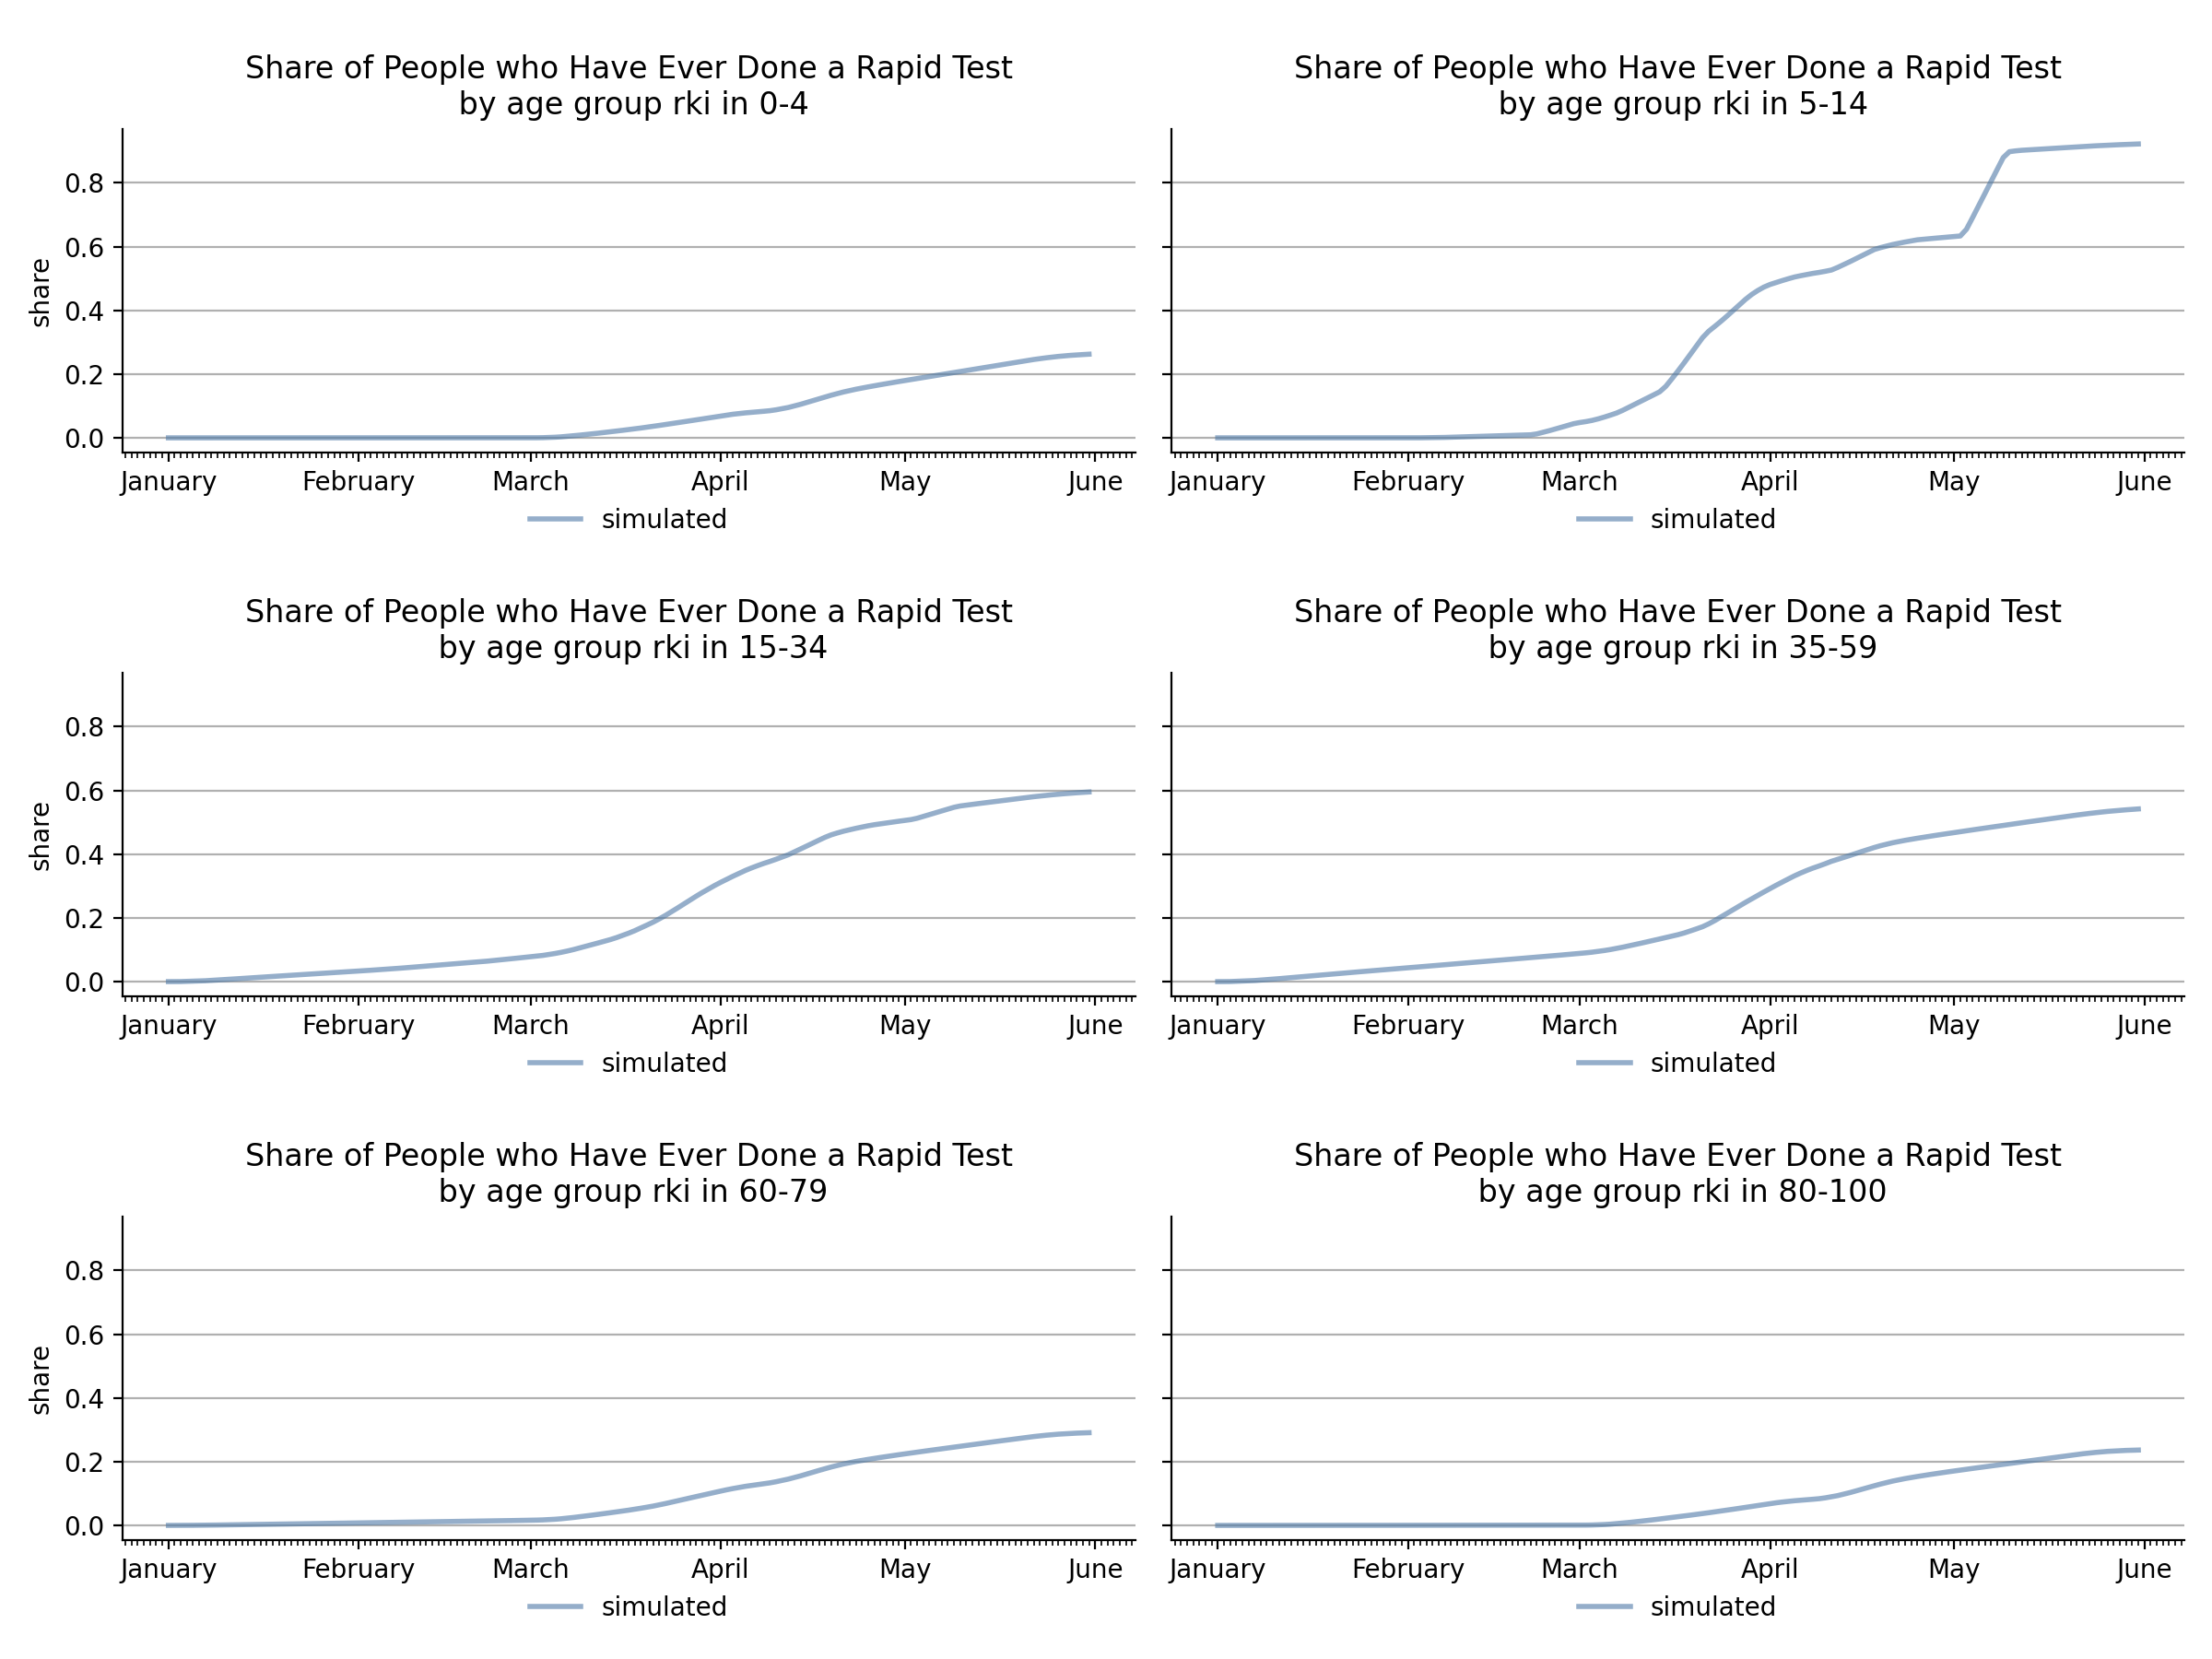 Share of People who Have Ever Done a Rapid Test
by age group rki in 0-4
share
0.8
0.6
0.4
0.2
0.0
January February March April May June
simulated
Share of People who Have Ever Done a Rapid Test
by age group rki in 5-14
January February March April May June
simulated
Share of People who Have Ever Done a Rapid Test
by age group rki in 15-34
share
0.8
0.6
0.4
0.2
0.0
January February March April May June
simulated
Share of People who Have Ever Done a Rapid Test
by age group rki in 35-59
January February March April May June
simulated
Share of People who Have Ever Done a Rapid Test
by age group rki in 60-79
share
0.8
0.6
0.4
0.2
0.0
January February March April May June
simulated
Share of People who Have Ever Done a Rapid Test
by age group rki in 80-100
January February March April May June
simulated